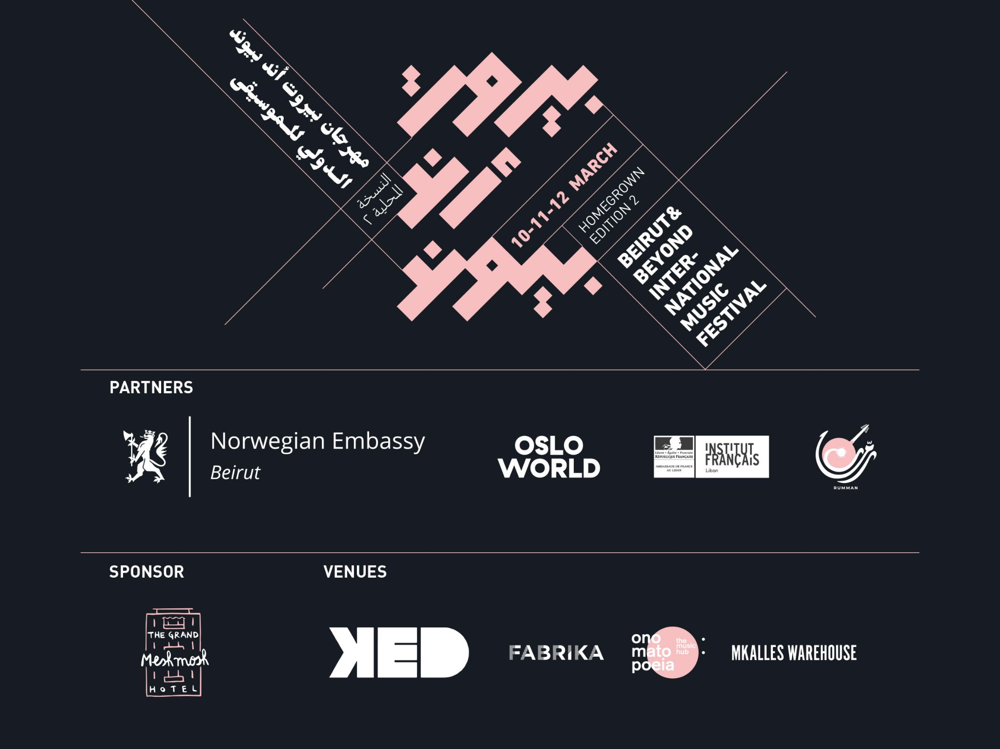 مهرجان بيروت أند بيوند
الدولي للموسيقى
النسخة
المحلية ٢
بيروت
أند
بيوند
10-11-12 MARCH
HOMEGROWN
EDITION 2
BEIRUT &
BEYOND
INTER-
NATIONAL
MUSIC
FESTIVAL
PARTNERS
Norwegian Embassy
Beirut
OSLO
WORLD
Liberté • Égalité • Fraternité
RÉPUBLIQUE FRANÇAISE
AMBASSADE DE FRANCE
AU LIBAN
INSTITUT
FRANÇAIS
Liban
RUMMAN
SPONSOR
THE GRAND
Meshmosh
HOTEL
VENUES
KED
FABRIKA
ono
mato
poeia
the
music
hub
:
MKALLES WAREHOUSE